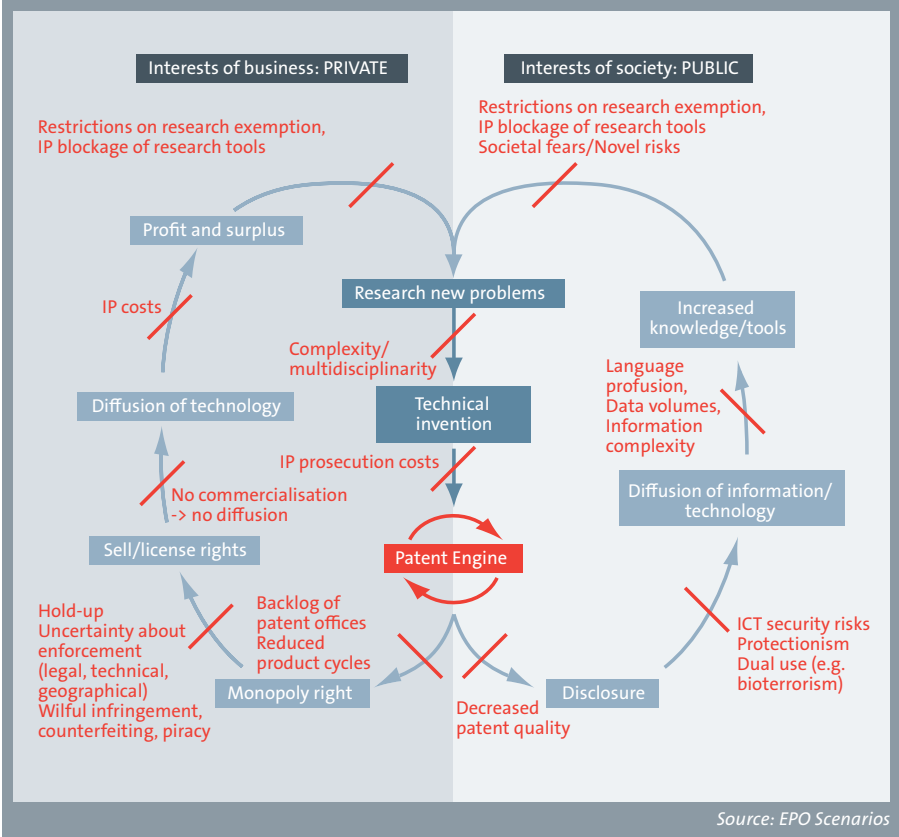 Interests of business: PRIVATE
Interests of society: PUBLIC
Restrictions on research exemption,
IP blockage of research tools
Restrictions on research exemption,
IP blockage of research tools
Societal fears/Novel risks
Profit and surplus
Research new problems
Increased
knowledge/tools
IP costs
Complexity/
multidisciplinarity
Language
profusion,
Data volumes,
Information
complexity
Diffusion of technology
Technical
invention
IP prosecution costs
Diffusion of information/
technology
No commercialisation
-> no diffusion
Sell/license rights
Patent Engine
Hold-up
Uncertainty about
enforcement
(legal, technical,
geographical)
Wilful infringement,
counterfeiting, piracy
Backlog of
patent offices
Reduced
product cycles
ICT security risks
Protectionism
Dual use (e.g.
bioterrorism)
Monopoly right
Disclosure
Decreased
patent quality
Source: EPO Scenarios